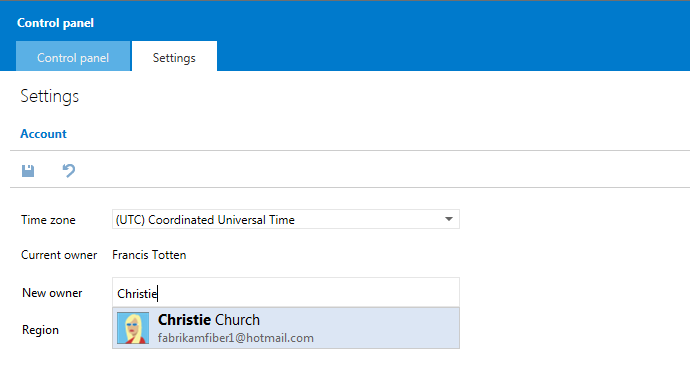 Control panel
Control panel Settings
Settings
Account
Time zone (UTC) Coordinated Universal Time
Current owner Francis Totten
New owner Christie
Christie Church
Region
fabrikamfiber1@hotmail.com